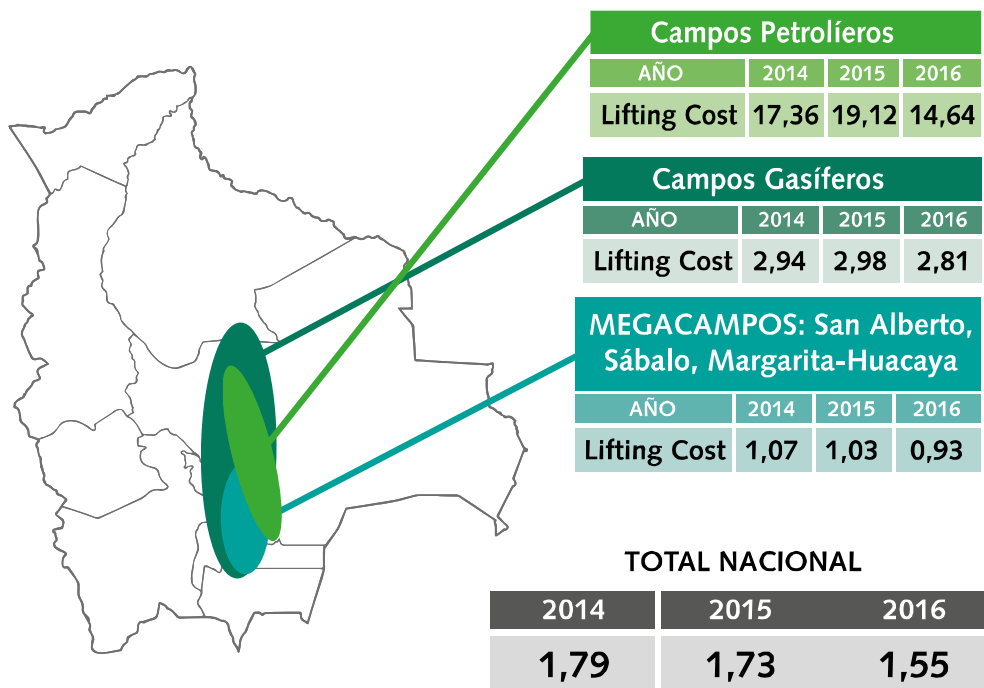 Campos Petrolíeros
AÑO 2014 2015 2016
Lifting Cost 17,36 19,12 14,64
Campos Gasíferos
AÑO 2014 2015 2016
Lifting Cost 2,94 2,98 2,81
MEGACAMPOS: San Alberto,
Sábalo, Margarita-Huacaya
AÑO 2014 2015 2016
Lifting Cost 1,07 1,03 0,93
TOTAL NACIONAL
2014 2015 2016
1,79 1,73 1,55